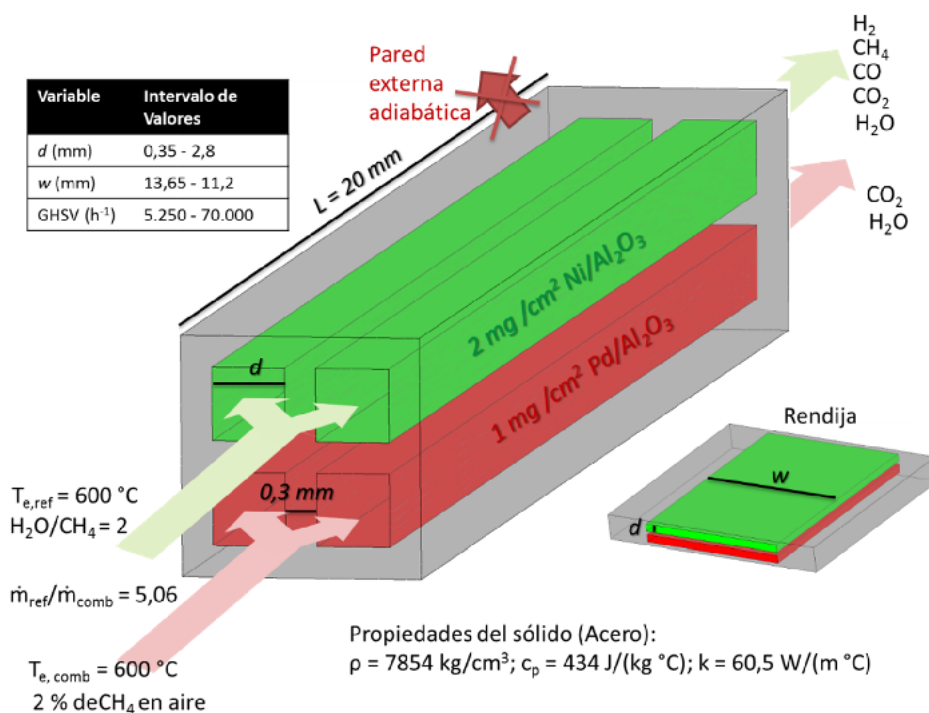 H₂
CH₄
CO
CO₂
H₂O
Pared
externa
adiabática
Variable Intervalo de Valores
d (mm) 0,35 - 2,8
w (mm) 13,65 - 11,2
GHSV (h⁻¹) 5.250 - 70.000
L = 20 mm
CO₂
H₂O
2 mg /cm² Ni/Al₂O₃
1 mg /cm² Pd/Al₂O₃
d
Rendija
w
d
0,3 mm
Tₑ,ref = 600 °C
H₂O/CH₄ = 2
ṁref/ṁcomb = 5,06
Tₑ, comb = 600 °C
2 % deCH₄ en aire
Propiedades del sólido (Acero):
ρ = 7854 kg/cm³; cₚ = 434 J/(kg °C); k = 60,5 W/(m °C)